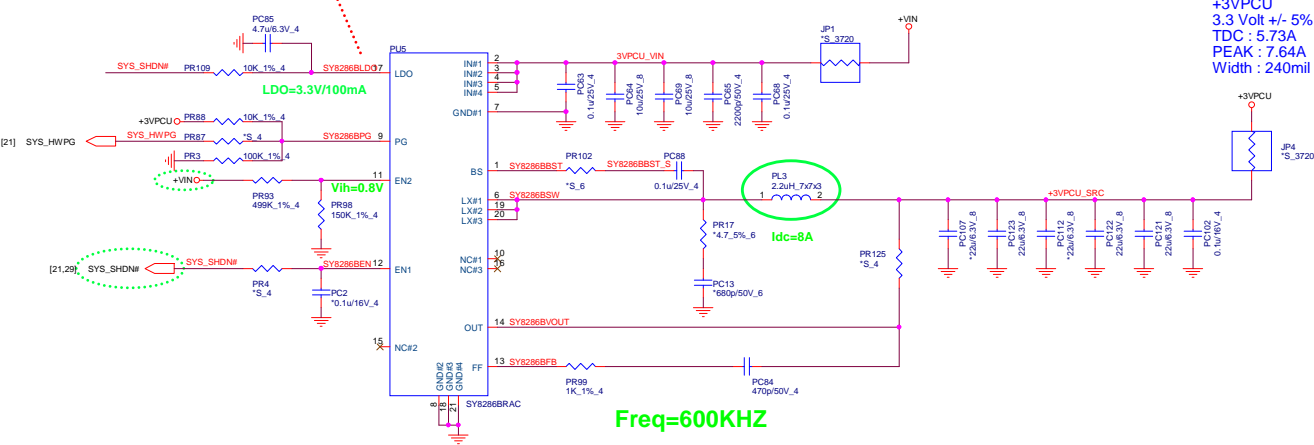 +3VPCU
3.3 Volt +/- 5%
TDC : 5.73A
PEAK : 7.64A
Width : 240mil
PC85
4.7u/6.3V_4
SYS_SHDN#
PR109
10K_1%_4
SY8286BLDO
17
LDO
LDO=3.3V/100mA
PU5
IN#1
IN#2
IN#3
IN#4
2
3
4
5
3VPCU_VIN
JP1
*S_3720
+VIN
GND#1
7
PC63
0.1u/25V_4
PC64
10u/25V_8
PC69
10u/25V_8
PC65
2200p/50V_4
PC68
0.1u/25V_4
+3VPCU
PR88
10K_1%_4
[21]
SYS_HWPG
SYS_HWPG
PR87
*S_4
SY8286BPG
9
PG
PR3
100K_1%_4
+VIN
PR93
499K_1%_4
11
EN2
Vih=0.8V
PR98
150K_1%_4
BS
1
SY8286BBST
PR102
*S_6
SY8286BBST_S
PC88
0.1u/25V_4
LX#1
LX#2
LX#3
6
19
20
SY8286BSW
PL3
2.2uH_7x7x3
1
2
Idc=8A
+3VPCU_SRC
+3VPCU
JP4
*S_3720
PR17
*4.7_5%_6
PC13
*680p/50V_6
PR125
*S_4
PC107
*22u/6.3V_8
PC123
22u/6.3V_8
PC112
*22u/6.3V_8
PC122
22u/6.3V_8
PC121
22u/6.3V_8
PC102
0.1u/16V_4
[21,29]
SYS_SHDN#
SYS_SHDN#
PR4
*S_4
SY8286BEN
12
EN1
PC2
*0.1u/16V_4
NC#1
NC#3
10
16
OUT
14
SY8286BVOUT
15
NC#2
FF
13
SY8286BFB
PR99
1K_1%_4
PC84
470p/50V_4
GND#2
GND#3
GND#4
8
18
21
SY8286BRAC
Freq=600KHZ